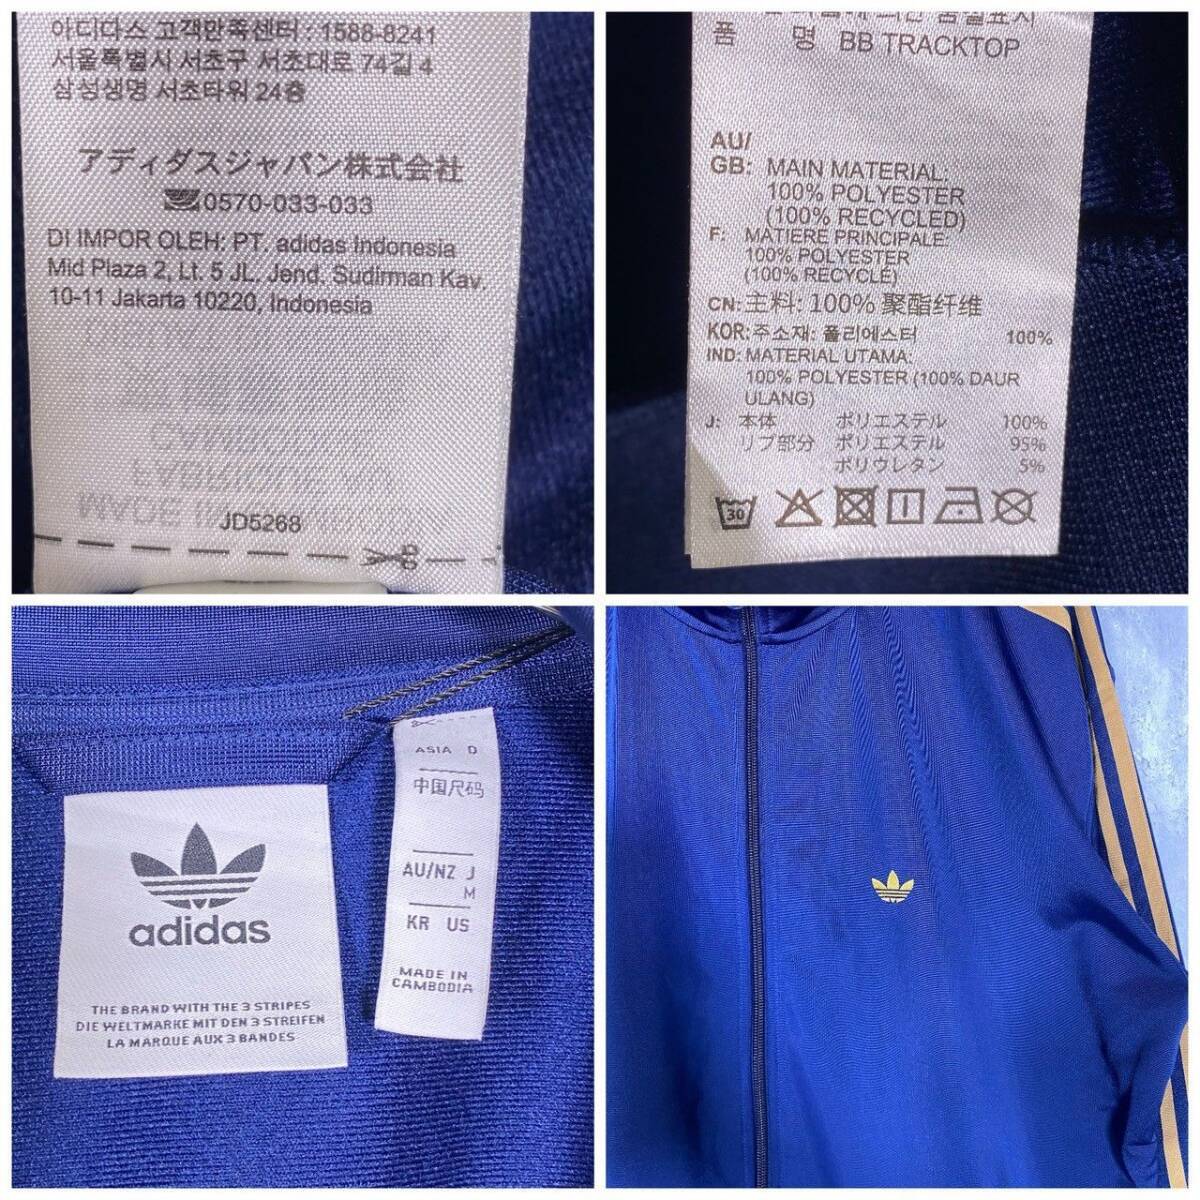 아디다스 고객만족센터 : 1588-8241
서울특별시 서초구 서초대로 74길 4
삼성생명 서초타워 24층
アディダスジャパン株式会社
0570-033-033
DI IMPOR OLEH: PT. adidas Indonesia
Mid Plaza 2, Lt. 5 JL. Jend. Sudirman Kav.
10-11 Jakarta 10220, Indonesia
JD5268
품 명 BB TRACKTOP
AU/
GB: MAIN MATERIAL:
100% POLYESTER
(100% RECYCLED)
F: MATIERE PRINCIPALE:
100% POLYESTER
(100% RECYCLÉ)
CN: 主料: 100% 聚酯纤维
KOR: 주소재: 폴리에스터 100%
IND: MATERIAL UTAMA:
100% POLYESTER (100% DAUR
ULANG)
J: 本体 ポリエステル 100%
リブ部分 ポリエステル 95%
ポリウレタン 5%
30
adidas
THE BRAND WITH THE 3 STRIPES
DIE WELTMARKE MIT DEN 3 STREIFEN
LA MARQUE AUX 3 BANDES
ASIA D
中国尺码
AU/NZ J
M
KR US
MADE IN
CAMBODIA